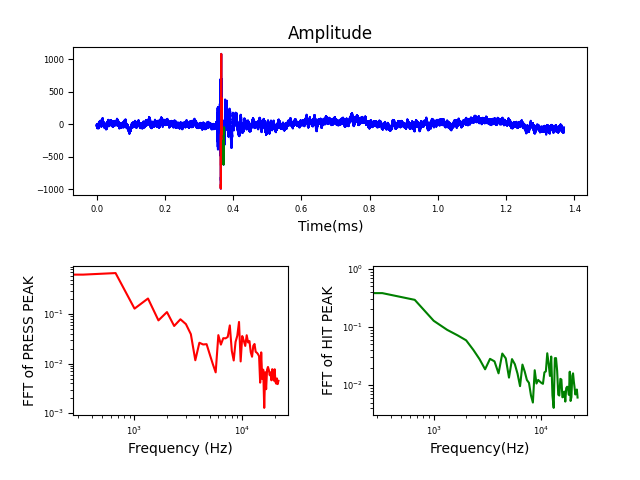 Amplitude
1000
500
0
−500
−1000
0.0 0.2 0.4 0.6 0.8 1.0 1.2 1.4
Time(ms)
FFT of PRESS PEAK
10⁻¹
10⁻²
10⁻³
10³ 10⁴
Frequency (Hz)
FFT of HIT PEAK
10⁰
10⁻¹
10⁻²
10³ 10⁴
Frequency(Hz)